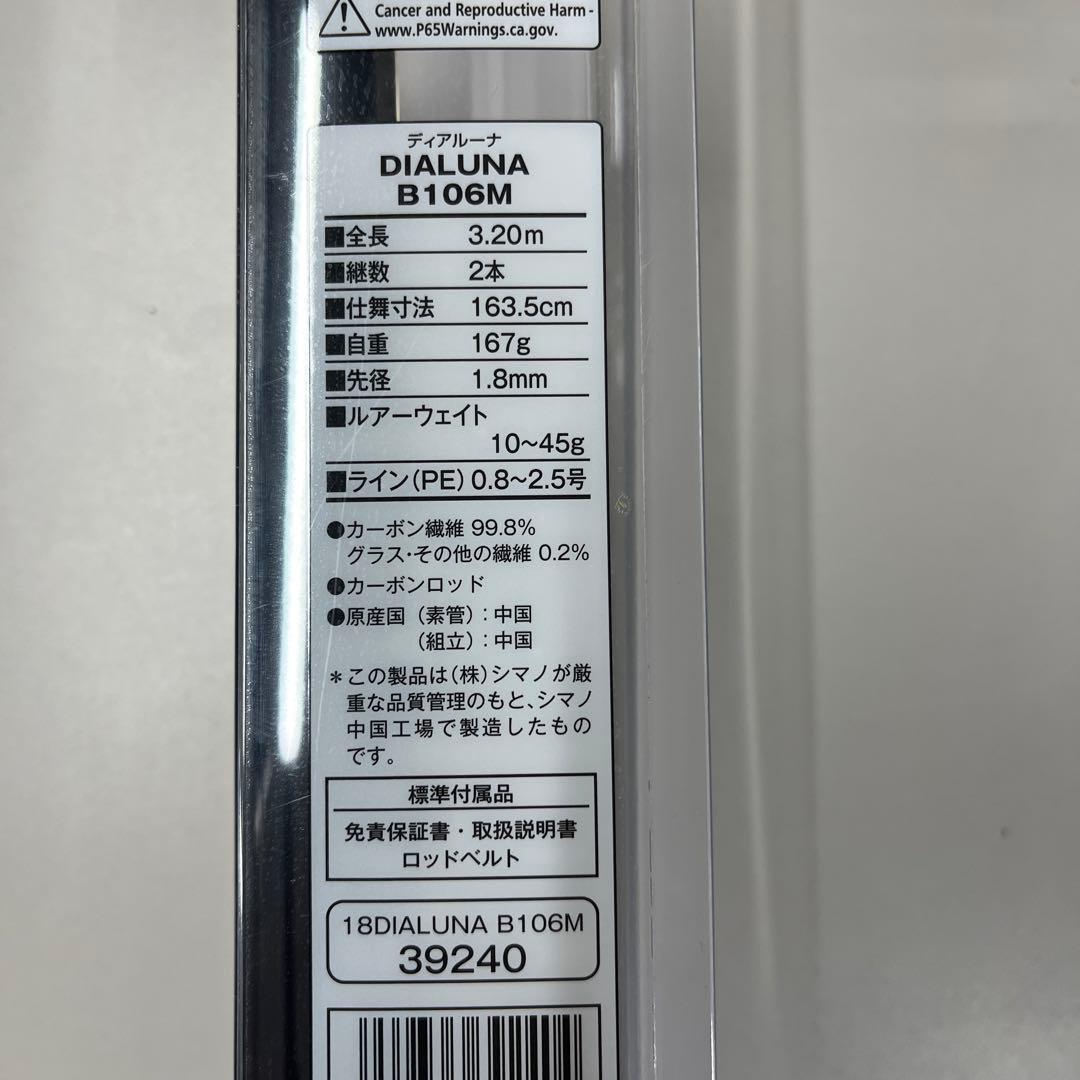 Cancer and Reproductive Harm -
www.P65Warnings.ca.gov.
ディアルーナ
DIALUNA
B106M
■全長 3.20m
■継数 2本
■仕舞寸法 163.5cm
■自重 167g
■先径 1.8mm
■ルアーウェイト
10~45g
■ライン(PE) 0.8~2.5号
●カーボン繊維 99.8%
グラス・その他の繊維 0.2%
●カーボンロッド
●原産国(素管):中国
(組立):中国
*この製品は(株)シマノが厳
重な品質管理のもと、シマノ
中国工場で製造したもの
です。
標準付属品
免責保証書・取扱説明書
ロッドベルト
18DIALUNA B106M
39240